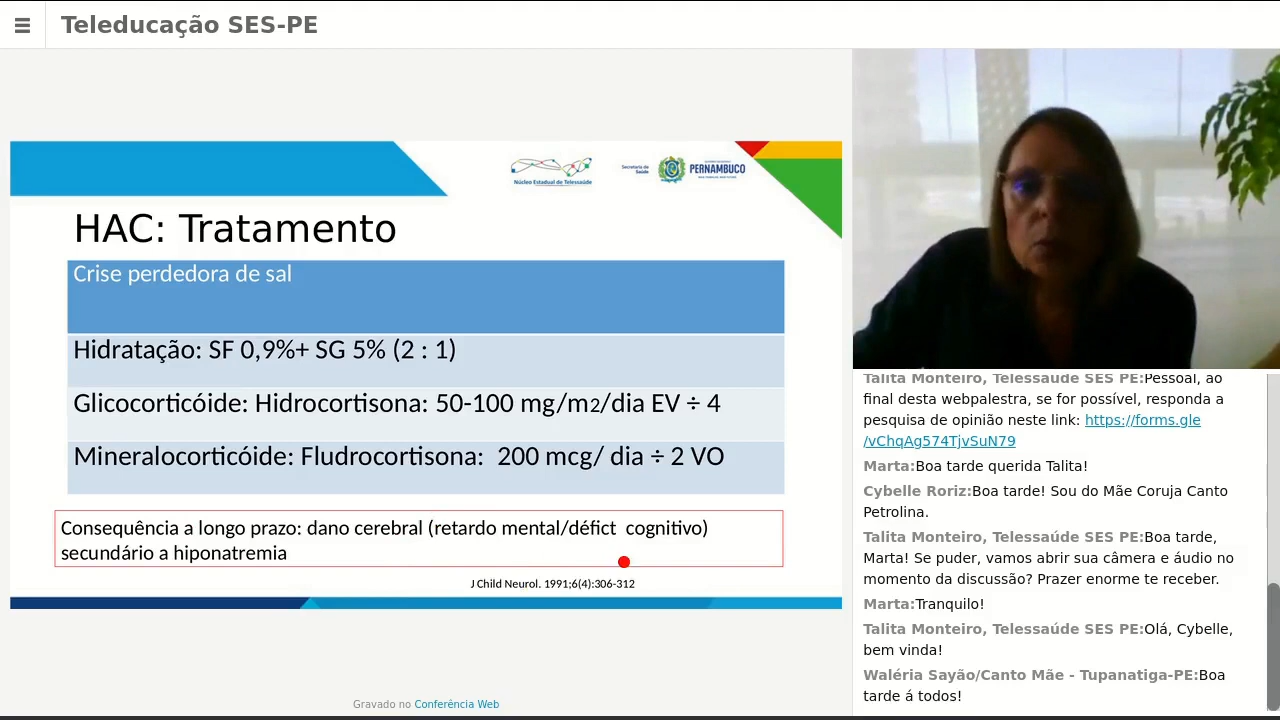 Teleducação SES-PE
Núcleo Estadual de Telessaúde
Secretaria de
Saúde
PERNAMBUCO
HAC: Tratamento
Crise perdedora de sal
Hidratação: SF 0,9%+ SG 5% (2 : 1)
Glicocorticóide: Hidrocortisona: 50-100 mg/m2/dia EV ÷ 4
Mineralocorticóide: Fludrocortisona: 200 mcg/ dia ÷ 2 VO
Consequência a longo prazo: dano cerebral (retardo mental/défict cognitivo)
secundário a hiponatremia
J Child Neurol. 1991;6(4):306-312
Gravado no Conferência Web
Talita Monteiro, Telessaúde SES PE:Pessoal, ao
final desta webpalestra, se for possível, responda a
pesquisa de opinião neste link: https://forms.gle
/vChqAg574TjvSuN79
Marta:Boa tarde querida Talita!
Cybelle Roriz:Boa tarde! Sou do Mãe Coruja Canto
Petrolina.
Talita Monteiro, Telessaúde SES PE:Boa tarde,
Marta! Se puder, vamos abrir sua câmera e áudio no
momento da discussão? Prazer enorme te receber.
Marta:Tranquilo!
Talita Monteiro, Telessaúde SES PE:Olá, Cybelle,
bem vinda!
Waléria Sayão/Canto Mãe - Tupanatiga-PE:Boa
tarde á todos!